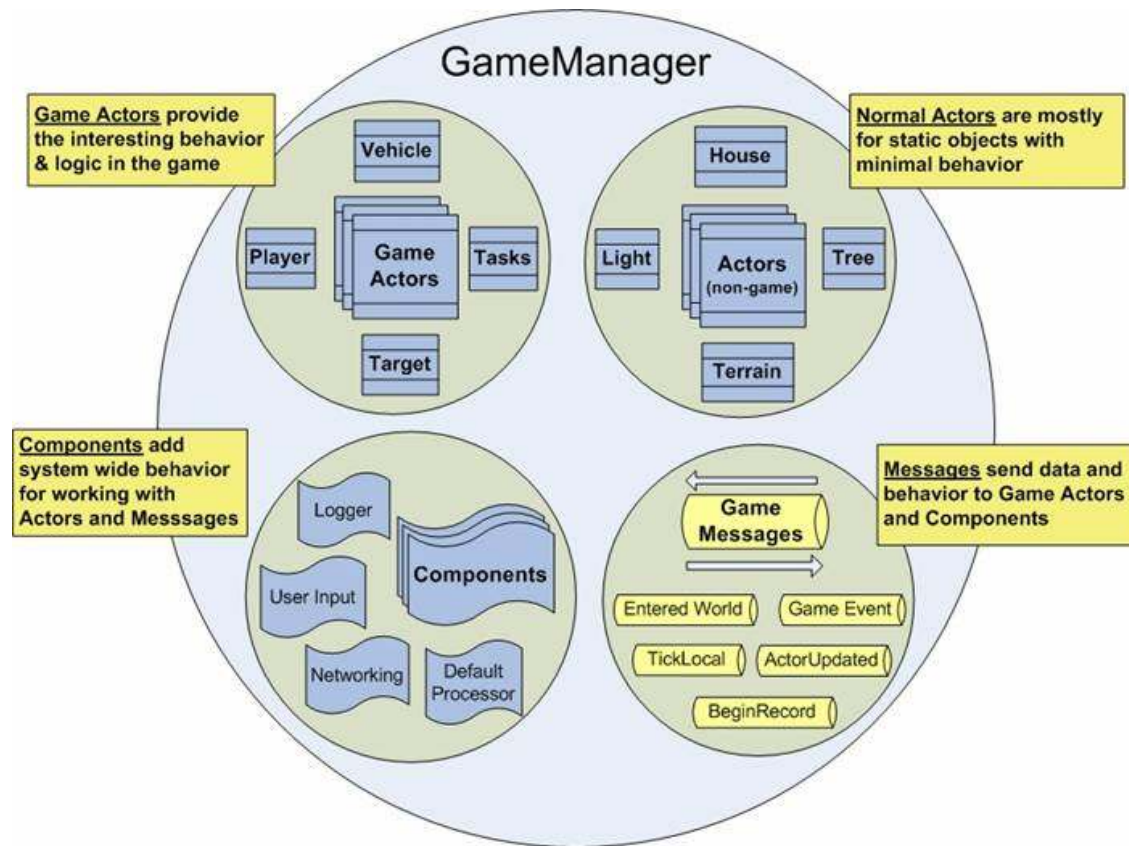 GameManager
Game Actors provide
the interesting behavior
& logic in the game
Normal Actors are mostly
for static objects with
minimal behavior
Vehicle
Player
Game
Actors
Tasks
Target
House
Light
Actors
(non-game)
Tree
Terrain
Components add
system wide behavior
for working with
Actors and Messsages
Messages send data and
behavior to Game Actors
and Components
Logger
Components
User Input
Networking
Default
Processor
Game
Messages
Entered World
Game Event
TickLocal
ActorUpdated
BeginRecord